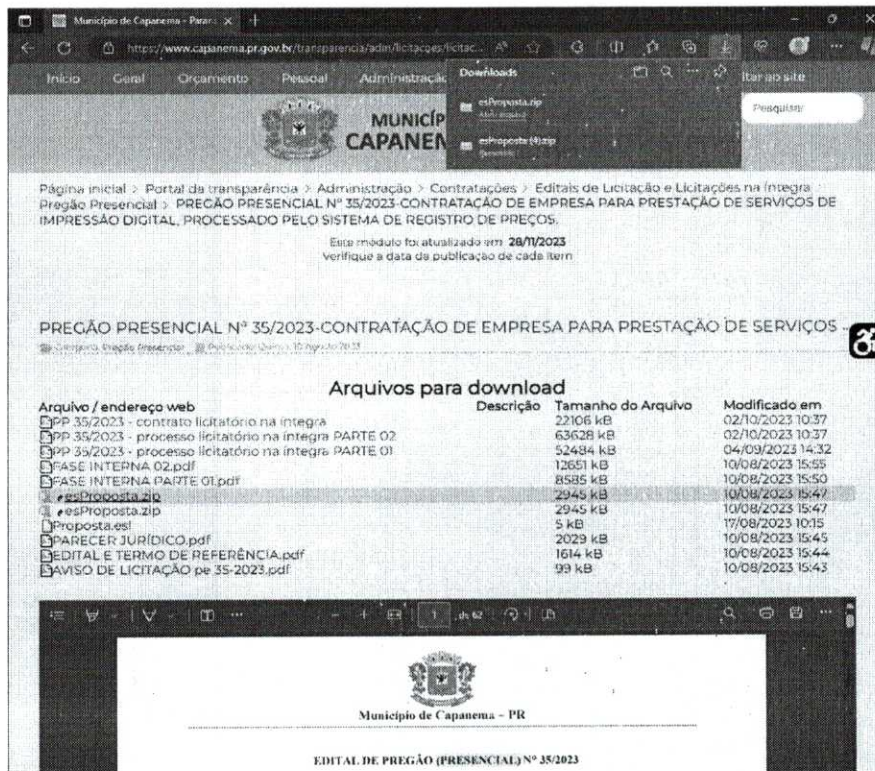 Município de Capanema - Paraná
https://www.capanema.pr.gov.br/transparencia/adm/licitacoes/licitac...
Início Geral Orçamento Pessoal Administração
Downloads
esProposta.zip
esProposta (4).zip
itar ao site
Pesquisar
MUNICÍP
CAPANEM
Página inicial > Portal da transparência > Administração > Contratações > Editais de Licitação e Licitações na íntegra >
Pregão Presencial > PREGÃO PRESENCIAL Nº 35/2023-CONTRATAÇÃO DE EMPRESA PARA PRESTAÇÃO DE SERVIÇOS DE
IMPRESSÃO DIGITAL, PROCESSADO PELO SISTEMA DE REGISTRO DE PREÇOS.
Este módulo foi atualizado em 28/11/2023
Verifique a data da publicação de cada item
PREGÃO PRESENCIAL Nº 35/2023-CONTRATAÇÃO DE EMPRESA PARA PRESTAÇÃO DE SERVIÇOS ...
Categoria: Pregão Presencial
Arquivos para download
Arquivo / endereço web Descrição Tamanho do Arquivo Modificado em
PP 35/2023 - contrato licitatório na íntegra 22106 kB 02/10/2023 10:37
PP 35/2023 - processo licitatório na íntegra PARTE 02 63628 kB 02/10/2023 10:37
PP 35/2023 - processo licitatório na íntegra PARTE 01 52484 kB 04/09/2023 14:32
FASE INTERNA 02.pdf 12651 kB 10/08/2023 15:55
FASE INTERNA PARTE 01.pdf 8585 kB 10/08/2023 15:50
esProposta.zip 2945 kB 10/08/2023 15:47
esProposta.zip 2945 kB 10/08/2023 15:47
Proposta.esl 5 kB 17/08/2023 10:15
PARECER JURÍDICO.pdf 2029 kB 10/08/2023 15:45
EDITAL E TERMO DE REFERÊNCIA.pdf 1614 kB 10/08/2023 15:44
AVISO DE LICITAÇÃO pe 35-2023.pdf 99 kB 10/08/2023 15:43
1 de 62
Município de Capanema - PR
EDITAL DE PREGÃO (PRESENCIAL) Nº 35/2023